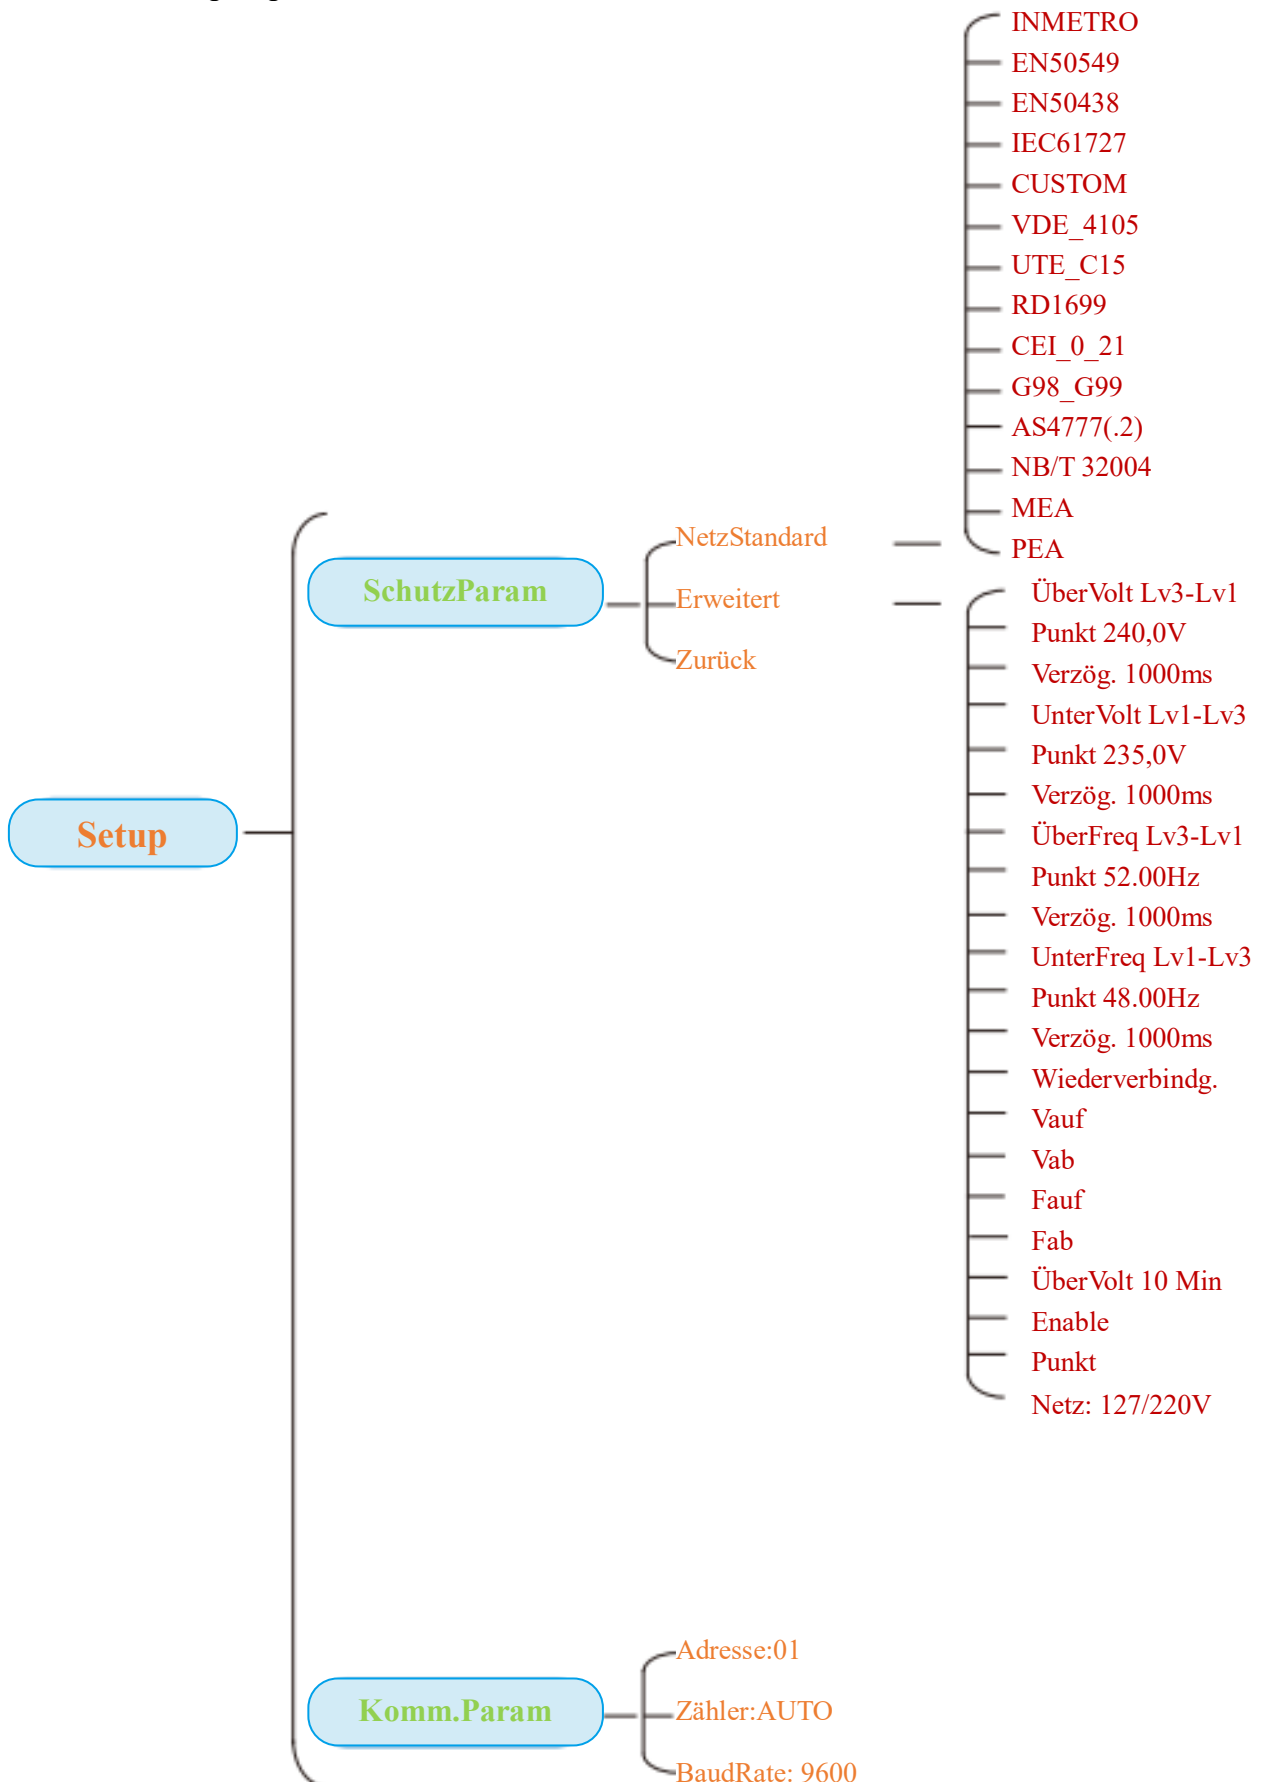 INMETRO
EN50549
EN50438
IEC61727
CUSTOM
VDE_4105
UTE_C15
RD1699
CEI_0_21
G98_G99
AS4777(.2)
NB/T 32004
MEA
PEA
NetzStandard
SchutzParam
Erweitert
Zurück
ÜberVolt Lv3-Lv1
Punkt 240,0V
Verzög. 1000ms
UnterVolt Lv1-Lv3
Punkt 235,0V
Verzög. 1000ms
ÜberFreq Lv3-Lv1
Punkt 52.00Hz
Verzög. 1000ms
UnterFreq Lv1-Lv3
Punkt 48.00Hz
Verzög. 1000ms
Wiederverbindg.
Vauf
Vab
Fauf
Fab
ÜberVolt 10 Min
Enable
Punkt
Netz: 127/220V
Setup
Adresse:01
Komm.Param
Zähler:AUTO
BaudRate: 9600